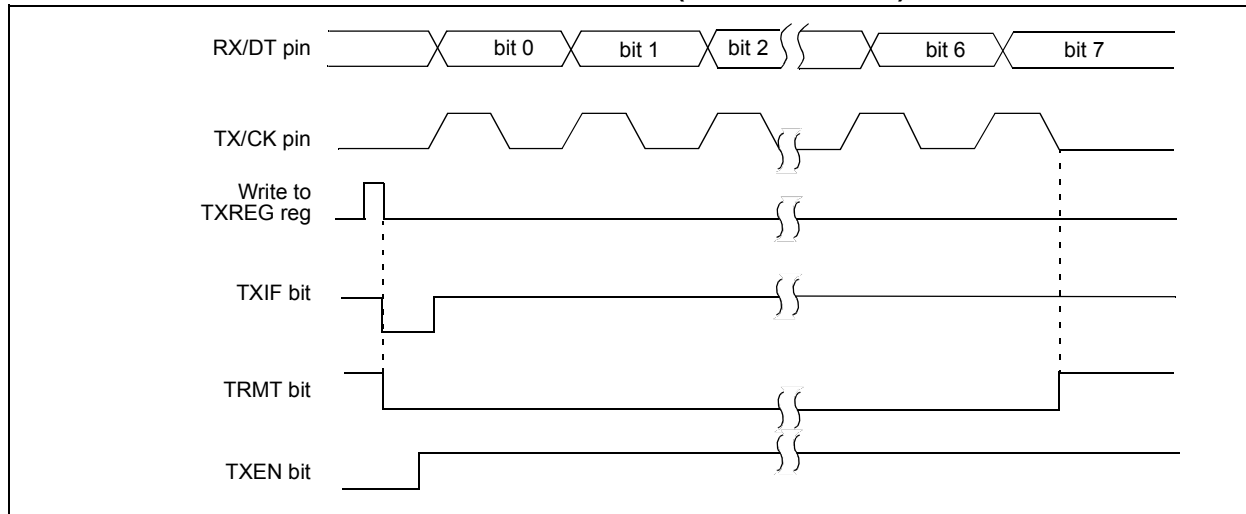 RX/DT pin
bit 0 bit 1 bit 2 bit 6 bit 7
TX/CK pin
Write to
TXREG reg
TXIF bit
TRMT bit
TXEN bit